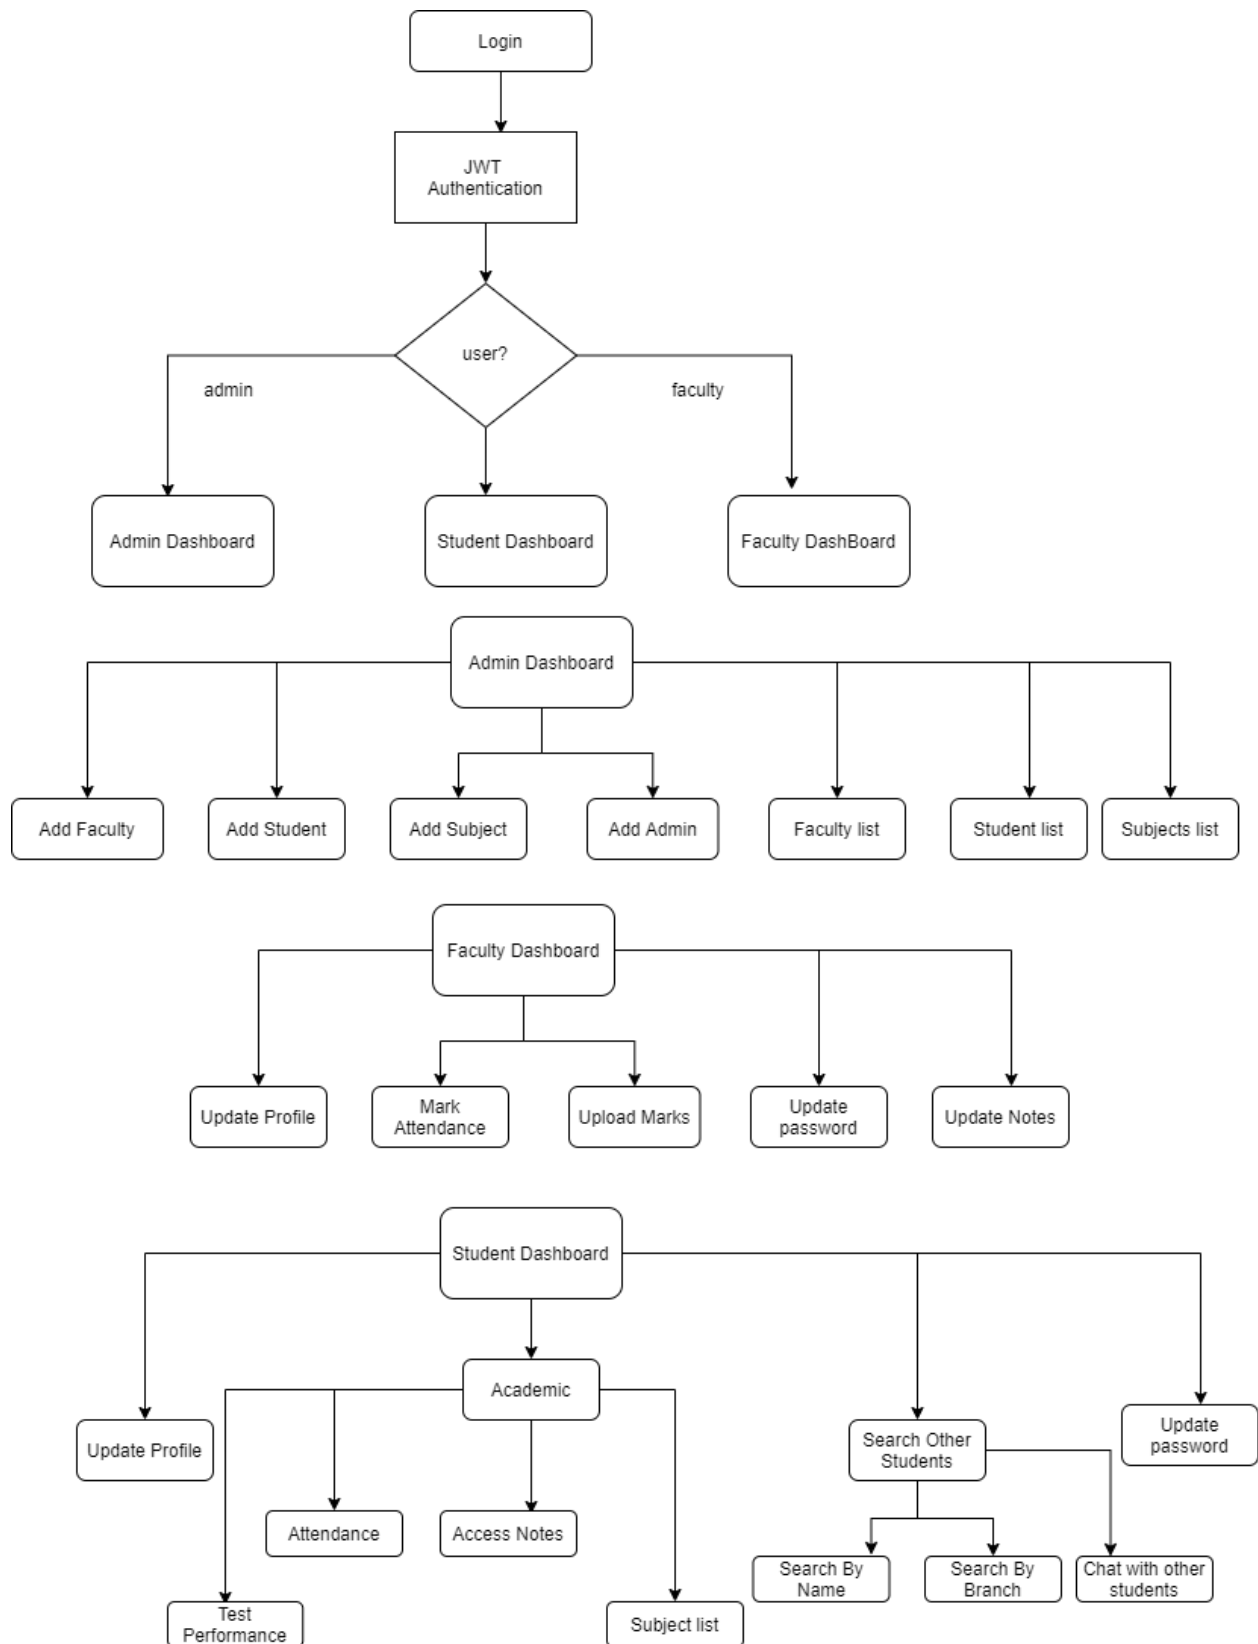 Login
JWT
Authentication
user?
admin
faculty
Admin Dashboard
Student Dashboard
Faculty DashBoard
Admin Dashboard
Add Faculty
Add Student
Add Subject
Add Admin
Faculty list
Student list
Subjects list
Faculty Dashboard
Update Profile
Mark
Attendance
Upload Marks
Update
password
Update Notes
Student Dashboard
Academic
Update Profile
Search Other
Students
Update
password
Attendance
Access Notes
Search By
Name
Search By
Branch
Chat with other
students
Test
Performance
Subject list